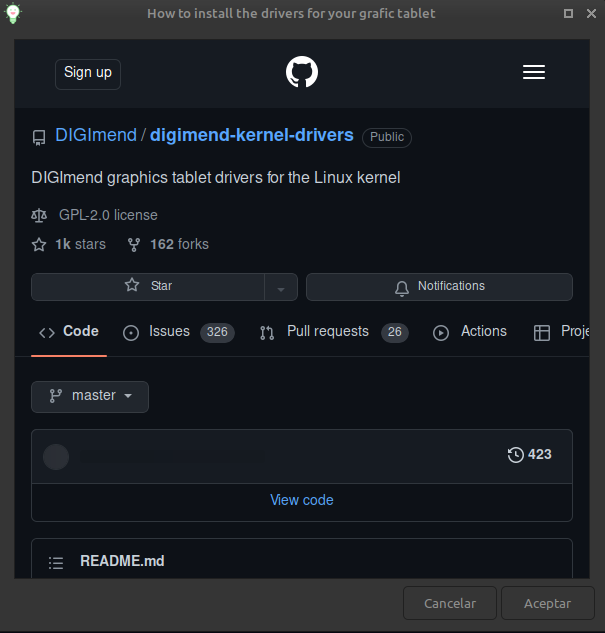 How to install the drivers for your grafic tablet
Sign up
DIGImend / digimend-kernel-drivers Public
DIGImend graphics tablet drivers for the Linux kernel
GPL-2.0 license
1k stars 162 forks
Star Notifications
Code Issues 326 Pull requests 26 Actions Proje
master
423
View code
README.md
Cancelar Aceptar